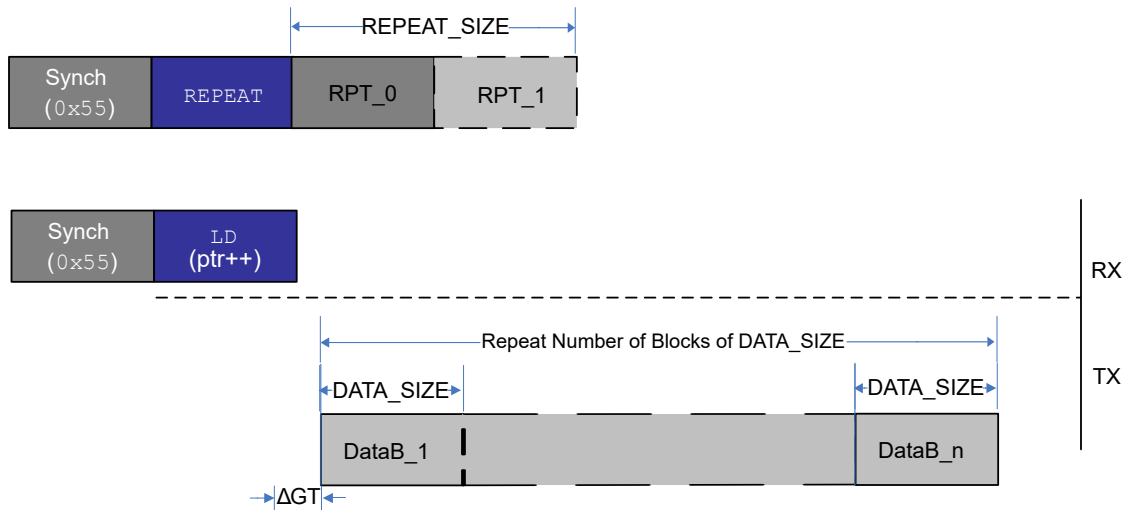 REPEAT_SIZE
Synch
(0x55)
REPEAT
RPT_0
RPT_1
Synch
(0x55)
LD
(ptr++)
RX
Repeat Number of Blocks of DATA_SIZE
TX
DATA_SIZE
DATA_SIZE
DataB_1
DataB_n
ΔGT